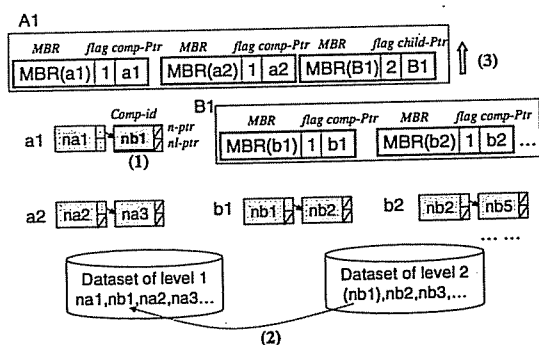 A1
MBR flag comp-Ptr MBR flag comp-Ptr MBR flag child-Ptr
MBR(a1) 1 a1 MBR(a2) 1 a2 MBR(B1) 2 B1
(3)
Comp-id
a1 na1 nb1 n-ptr
nl-ptr
(1)
B1
MBR flag comp-Ptr MBR flag comp-Ptr
MBR(b1) 1 b1 MBR(b2) 1 b2 ...
a2 na2 na3
b1 nb1 nb2
b2 nb2 nb5
... ...
Dataset of level 1
na1,nb1,na2,na3...
Dataset of level 2
(nb1),nb2,nb3,...
(2)